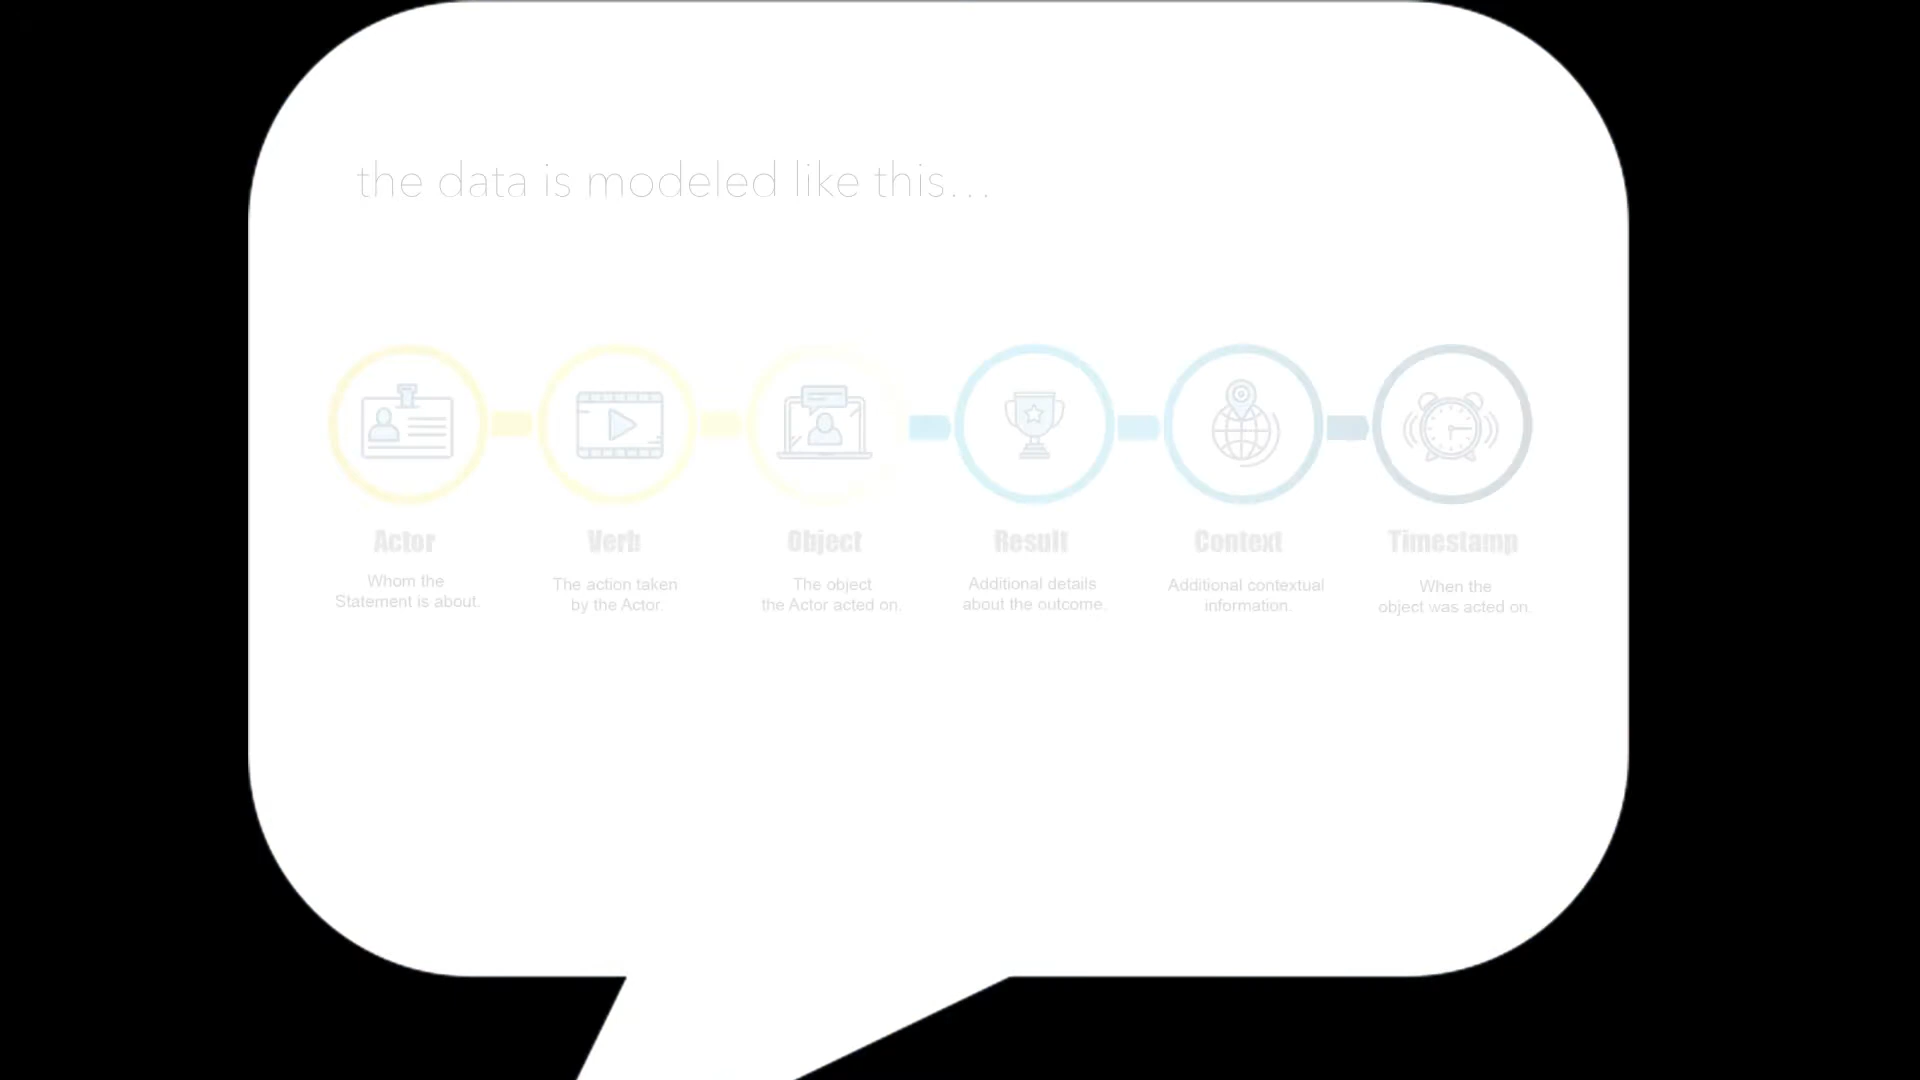 the data is modeled like this...
Actor
Whom the
Statement is about.
Verb
The action taken
by the Actor.
Object
The object
the Actor acted on.
Result
Additional details
about the outcome.
Context
Additional contextual
information.
Timestamp
When the
object was acted on.